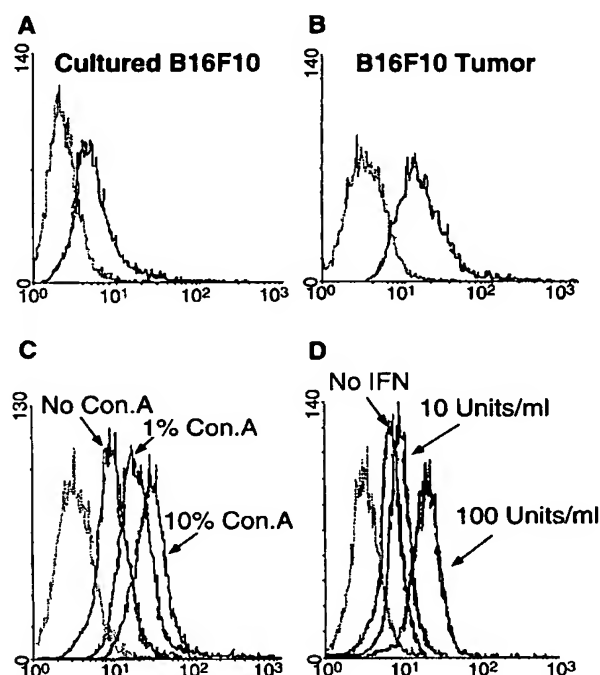 A
Cultured B16F10
140
0
10⁰ 10¹ 10² 10³
B
B16F10 Tumor
140
0
10⁰ 10¹ 10² 10³
C
No Con.A
1% Con.A
10% Con.A
130
0
10⁰ 10¹ 10² 10³
D
No IFN
10 Units/ml
100 Units/ml
140
0
10⁰ 10¹ 10² 10³